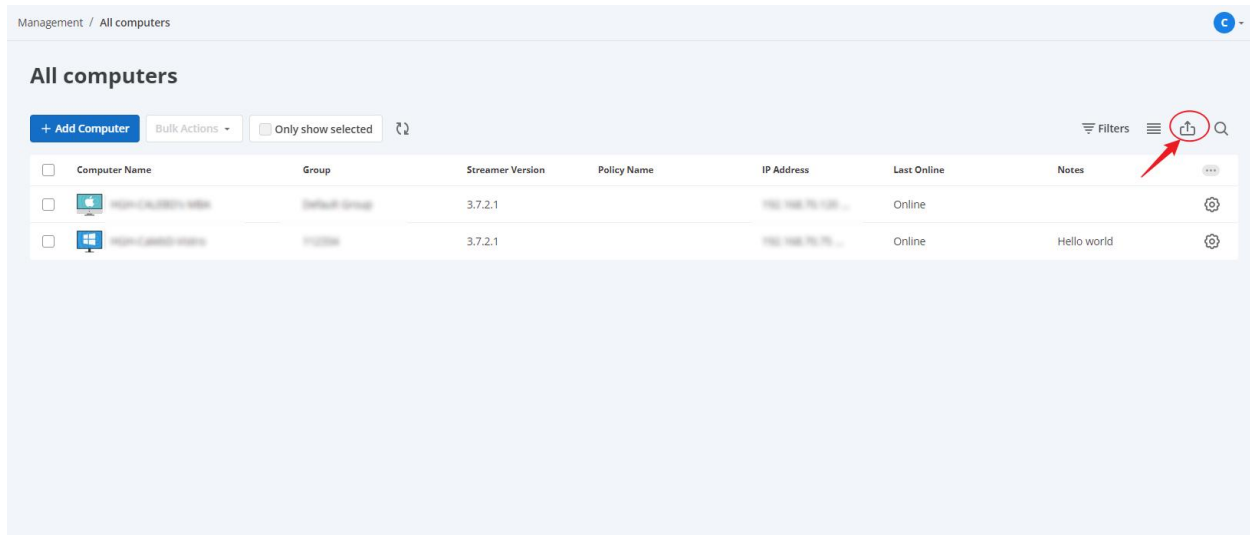 Management / All computers
C
All computers
+ Add Computer Bulk Actions Only show selected Filters
Computer Name Group Streamer Version Policy Name IP Address Last Online Notes
3.7.2.1 Online
3.7.2.1 Online Hello world